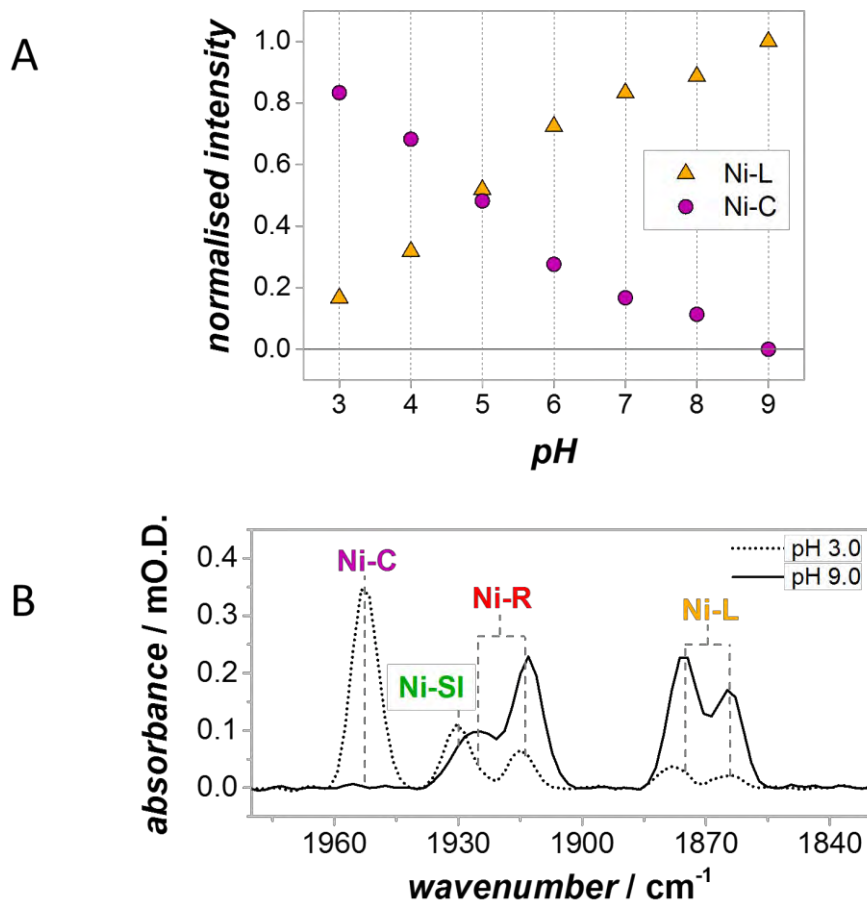 A
normalised intensity
1.0
0.8
0.6
0.4
0.2
0.0
Ni-L
Ni-C
3 4 5 6 7 8 9
pH
B
absorbance / mO.D.
0.4
0.3
0.2
0.1
0.0
Ni-C
Ni-SI
Ni-R
Ni-L
pH 3.0
pH 9.0
1960 1930 1900 1870 1840
wavenumber / cm⁻¹